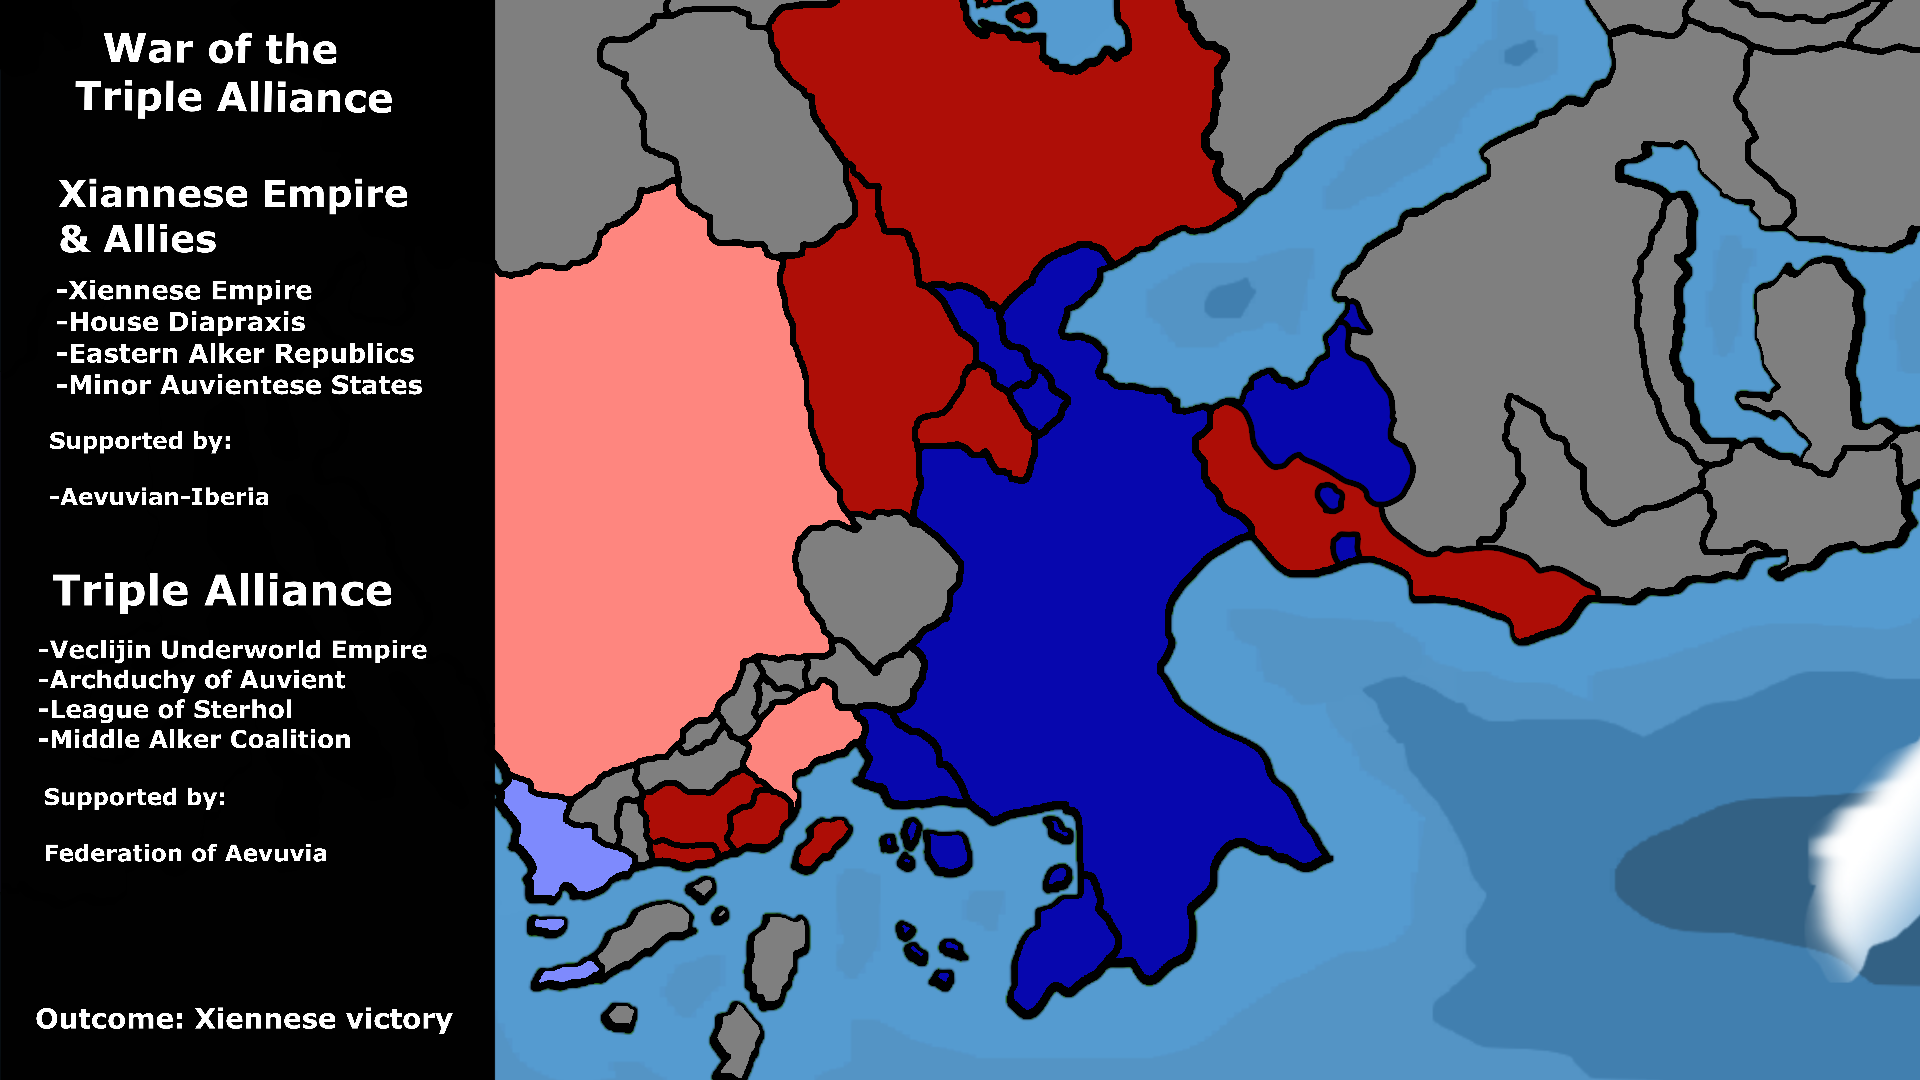 War of the
Triple Alliance
Xiannese Empire
& Allies
-Xiennese Empire
-House Diapraxis
-Eastern Alker Republics
-Minor Auvientese States
Supported by:
-Aevuvian-Iberia
Triple Alliance
-Veclijin Underworld Empire
-Archduchy of Auvient
-League of Sterhol
-Middle Alker Coalition
Supported by:
Federation of Aevuvia
Outcome: Xiennese victory